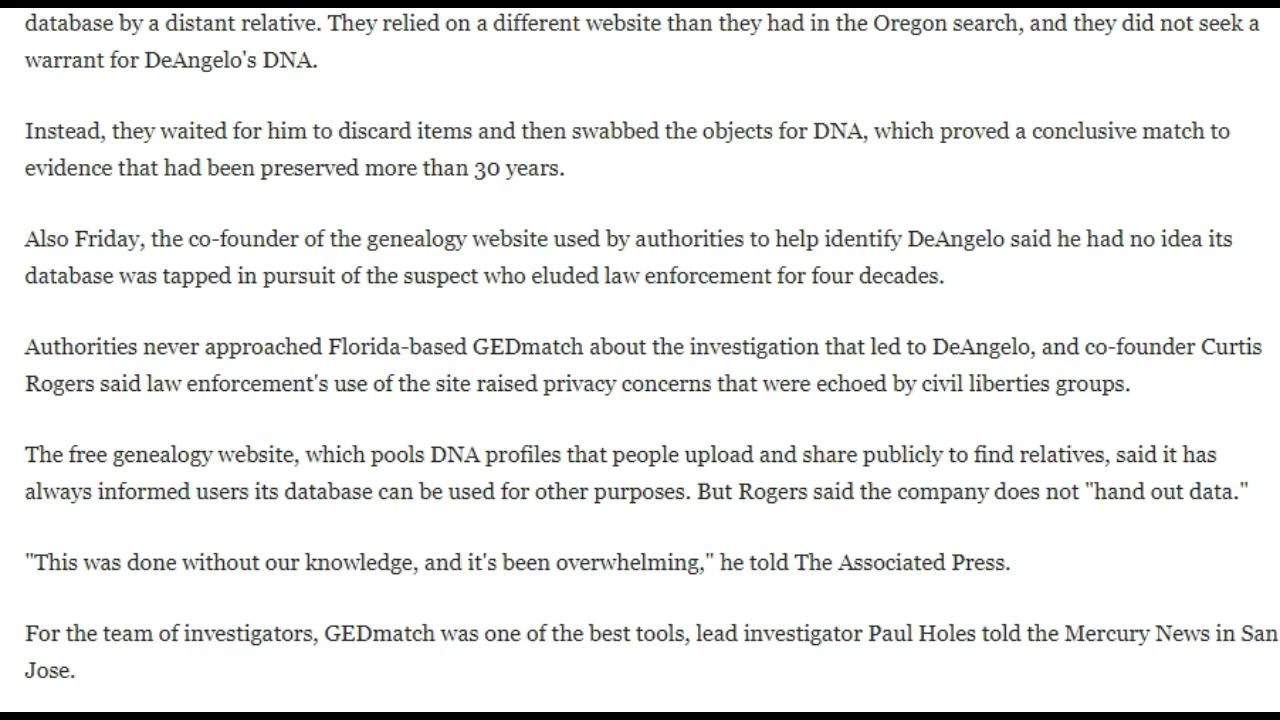 database by a distant relative. They relied on a different website than they had in the Oregon search, and they did not seek a
warrant for DeAngelo's DNA.
Instead, they waited for him to discard items and then swabbed the objects for DNA, which proved a conclusive match to
evidence that had been preserved more than 30 years.
Also Friday, the co-founder of the genealogy website used by authorities to help identify DeAngelo said he had no idea its
database was tapped in pursuit of the suspect who eluded law enforcement for four decades.
Authorities never approached Florida-based GEDmatch about the investigation that led to DeAngelo, and co-founder Curtis
Rogers said law enforcement's use of the site raised privacy concerns that were echoed by civil liberties groups.
The free genealogy website, which pools DNA profiles that people upload and share publicly to find relatives, said it has
always informed users its database can be used for other purposes. But Rogers said the company does not "hand out data."
"This was done without our knowledge, and it's been overwhelming," he told The Associated Press.
For the team of investigators, GEDmatch was one of the best tools, lead investigator Paul Holes told the Mercury News in San
Jose.